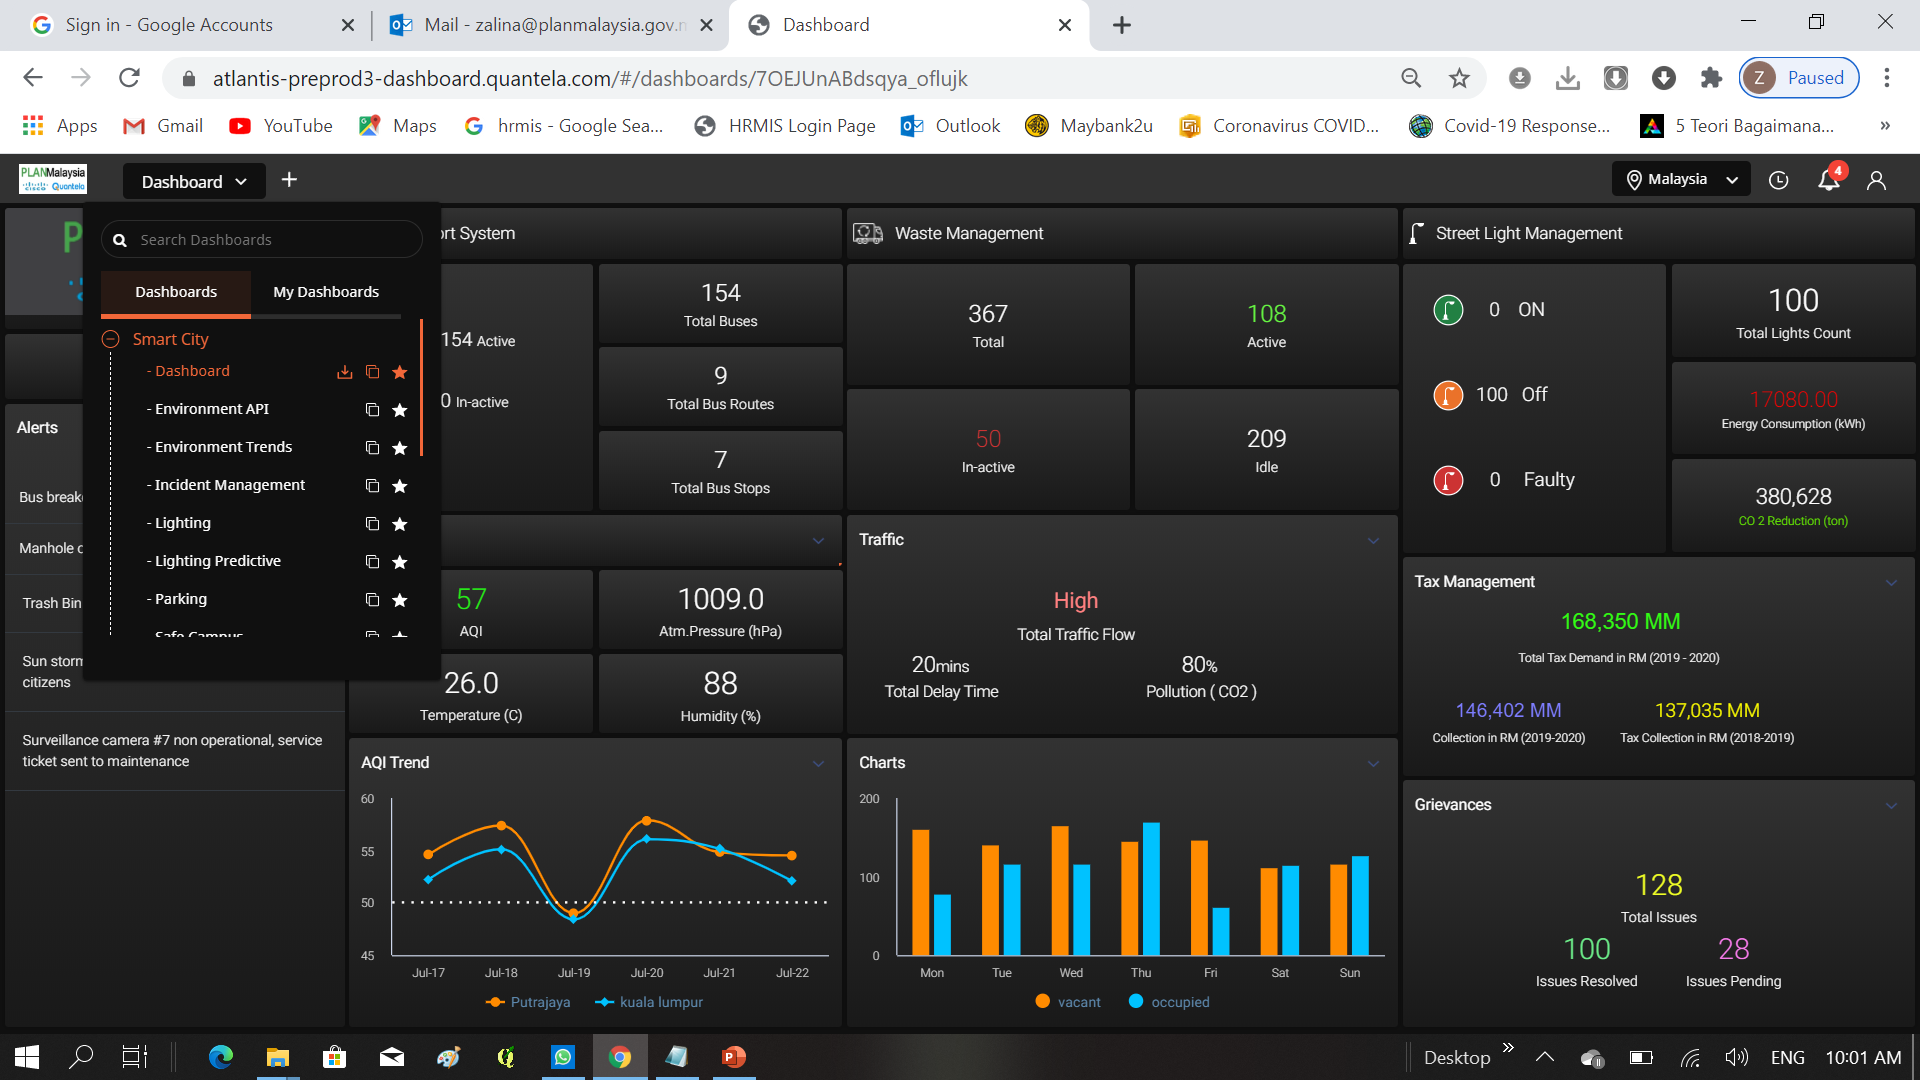 Sign in - Google Accounts
Mail - zalina@planmalaysia.gov.m
Dashboard
atlantis-preprod3-dashboard.quantela.com/#/dashboards/7OEJUnABdsqya_oflujk
Z Paused
Apps
Gmail
YouTube
Maps
hrmis - Google Sea...
HRMIS Login Page
Outlook
Maybank2u
Coronavirus COVID...
Covid-19 Response...
5 Teori Bagaimana...
»
PLANMalaysia
cisco Quantela
Dashboard
Malaysia
4
Search Dashboards
Dashboards
My Dashboards
Smart City
- Dashboard
- Environment API
- Environment Trends
- Incident Management
- Lighting
- Lighting Predictive
- Parking
- Safe Campus
P
Alerts
Bus break
Manhole c
Trash Bin
Sun storm
citizens
Surveillance camera #7 non operational, service
ticket sent to maintenance
ort System
154 Active
0 In-active
154
Total Buses
9
Total Bus Routes
7
Total Bus Stops
57
AQI
1009.0
Atm.Pressure (hPa)
26.0
Temperature (C)
88
Humidity (%)
AQI Trend
60
55
50
45
Jul-17
Jul-18
Jul-19
Jul-20
Jul-21
Jul-22
Putrajaya
kuala lumpur
Waste Management
367
Total
108
Active
50
In-active
209
Idle
Traffic
High
Total Traffic Flow
20mins
Total Delay Time
80%
Pollution ( CO2 )
Charts
200
100
0
Mon
Tue
Wed
Thu
Fri
Sat
Sun
vacant
occupied
Street Light Management
0 ON
100 Off
0 Faulty
100
Total Lights Count
17080.00
Energy Consumption (kWh)
380,628
CO 2 Reduction (ton)
Tax Management
168,350 MM
Total Tax Demand in RM (2019 - 2020)
146,402 MM
Collection in RM (2019-2020)
137,035 MM
Tax Collection in RM (2018-2019)
Grievances
128
Total Issues
100
Issues Resolved
28
Issues Pending
Desktop
»
ENG
10:01 AM